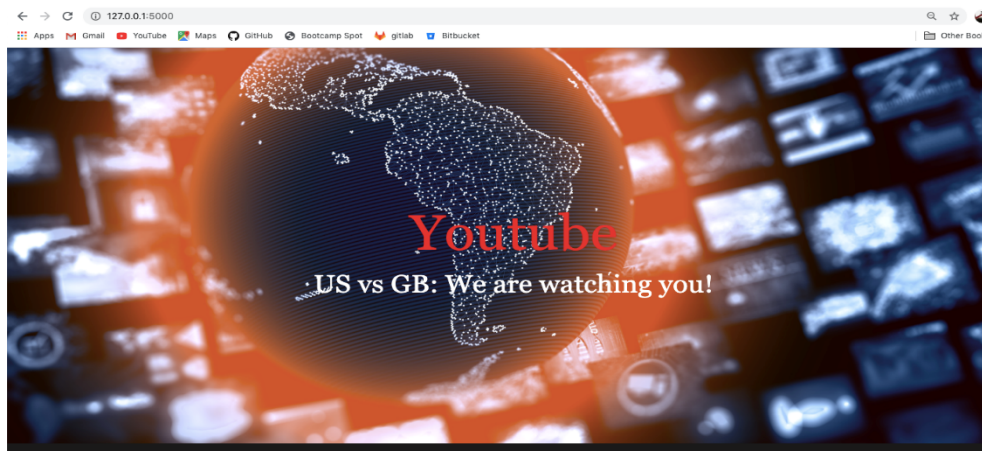 127.0.0.1:5000
Apps Gmail YouTube Maps GitHub Bootcamp Spot gitlab Bitbucket Other Boo
Youtube
US vs GB: We are watching you!